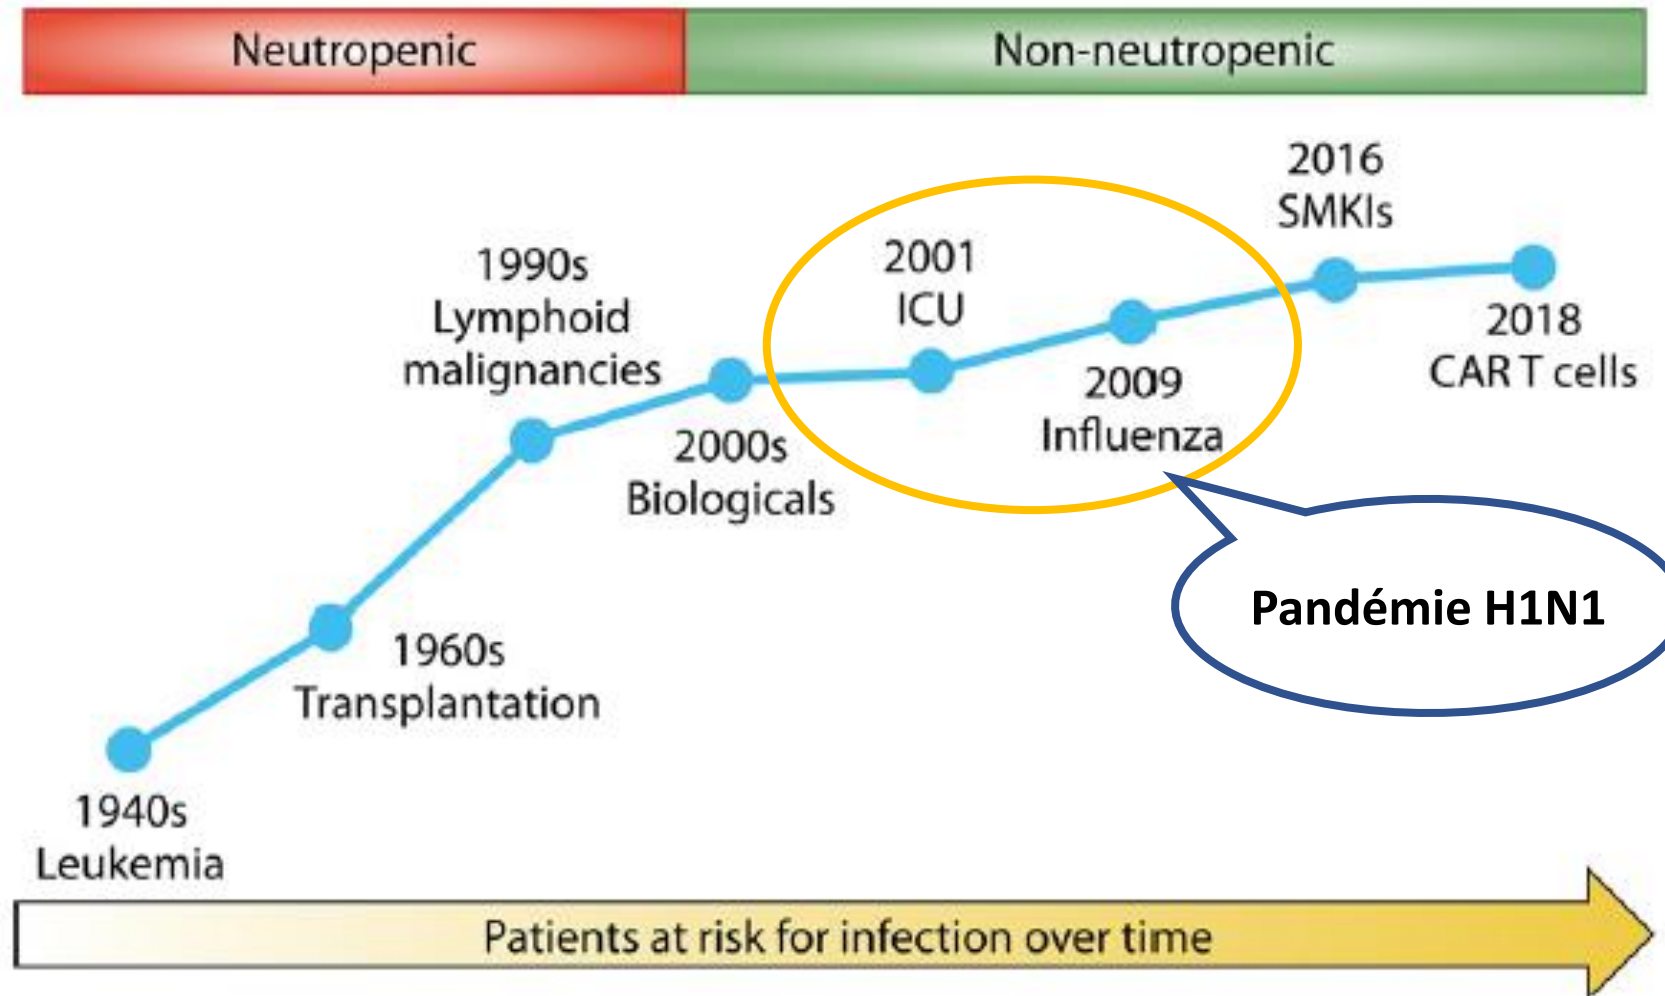 Neutropenic
Non-neutropenic
2016
SMKIs
2001
ICU
1990s
Lymphoid
malignancies
2018
CAR T cells
2009
Influenza
2000s
Biologicals
Pandémie H1N1
1960s
Transplantation
1940s
Leukemia
Patients at risk for infection over time